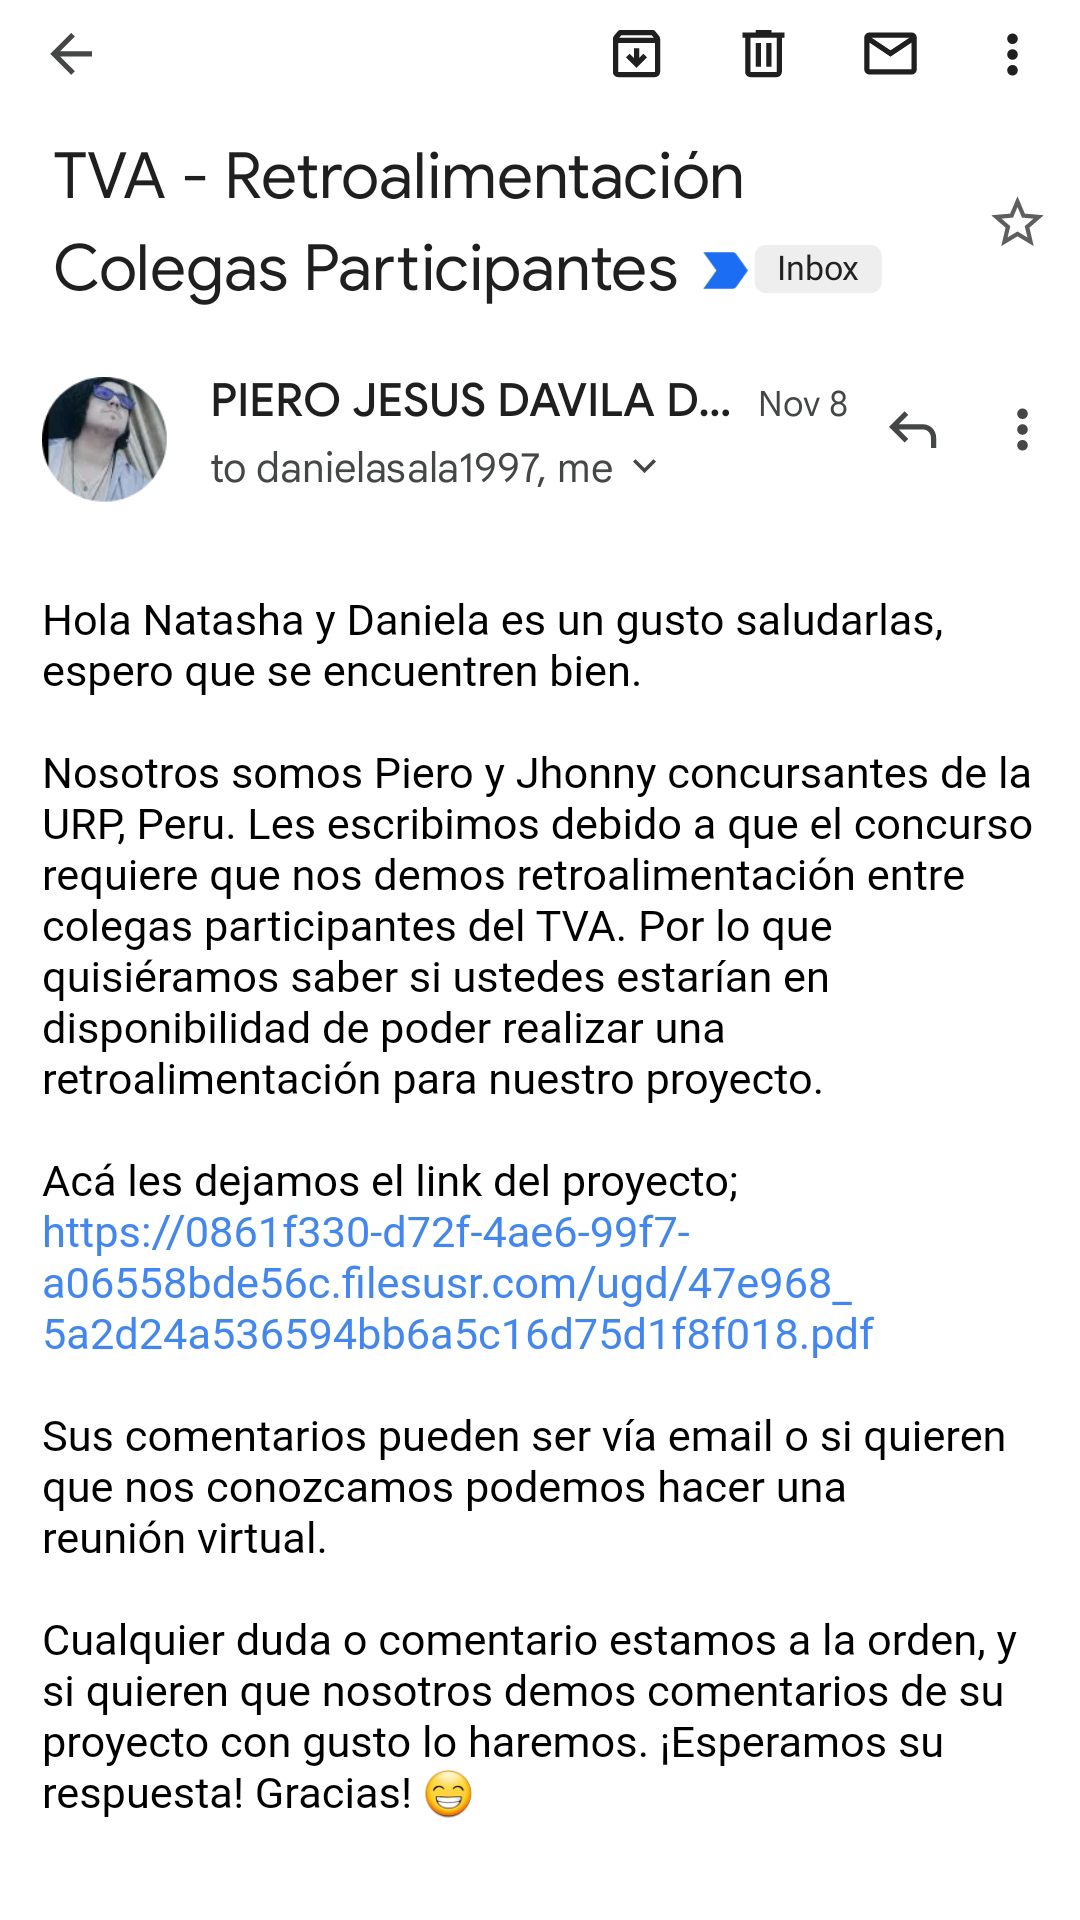 TVA - Retroalimentación
Colegas Participantes Inbox
PIERO JESUS DAVILA D... Nov 8
to danielasala1997, me
Hola Natasha y Daniela es un gusto saludarlas,
espero que se encuentren bien.
Nosotros somos Piero y Jhonny concursantes de la
URP, Peru. Les escribimos debido a que el concurso
requiere que nos demos retroalimentación entre
colegas participantes del TVA. Por lo que
quisiéramos saber si ustedes estarían en
disponibilidad de poder realizar una
retroalimentación para nuestro proyecto.
Acá les dejamos el link del proyecto;
https://0861f330-d72f-4ae6-99f7-
a06558bde56c.filesusr.com/ugd/47e968_
5a2d24a536594bb6a5c16d75d1f8f018.pdf
Sus comentarios pueden ser vía email o si quieren
que nos conozcamos podemos hacer una
reunión virtual.
Cualquier duda o comentario estamos a la orden, y
si quieren que nosotros demos comentarios de su
proyecto con gusto lo haremos. ¡Esperamos su
respuesta! Gracias! 😁